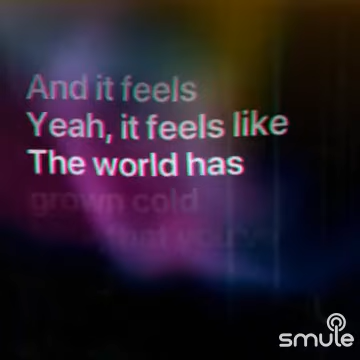 And it feels
Yeah, it feels like
The world has
grown cold
smule